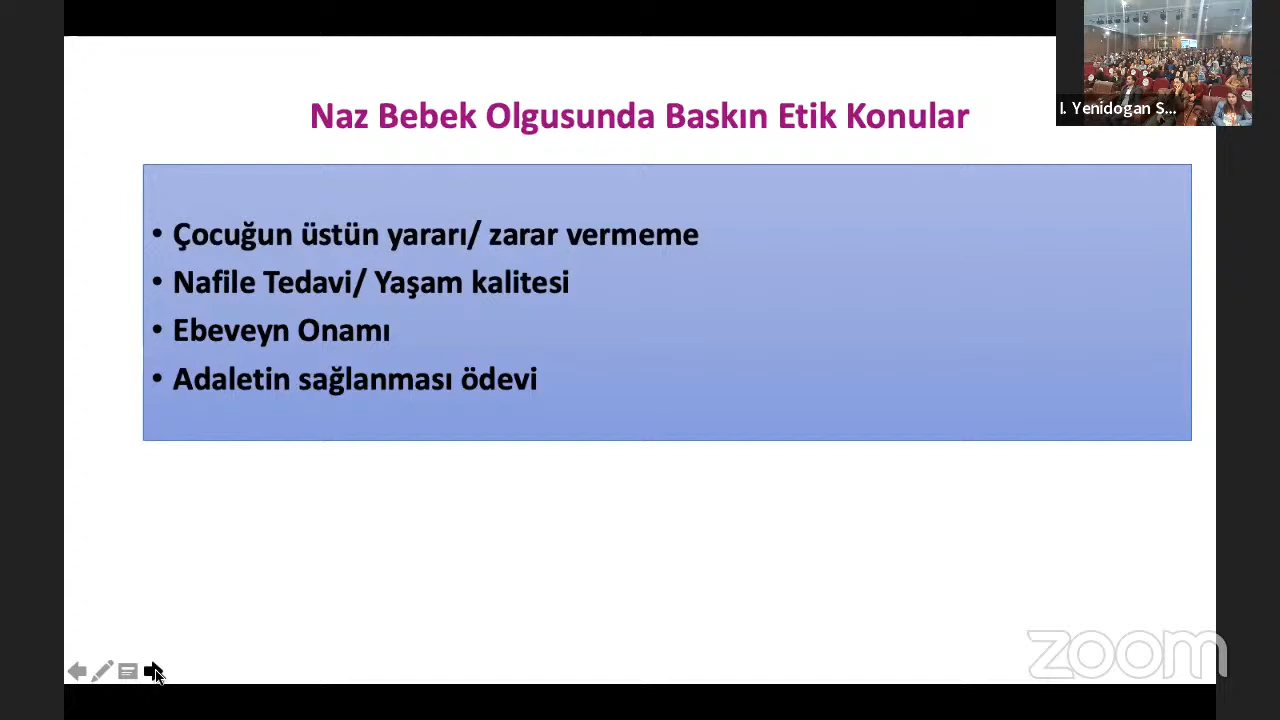 Naz Bebek Olgusunda Baskın Etik Konular
I. Yenidogan S...
• Çocuğun üstün yararı/ zarar vermeme
• Nafile Tedavi/ Yaşam kalitesi
• Ebeveyn Onamı
• Adaletin sağlanması ödevi
zoom